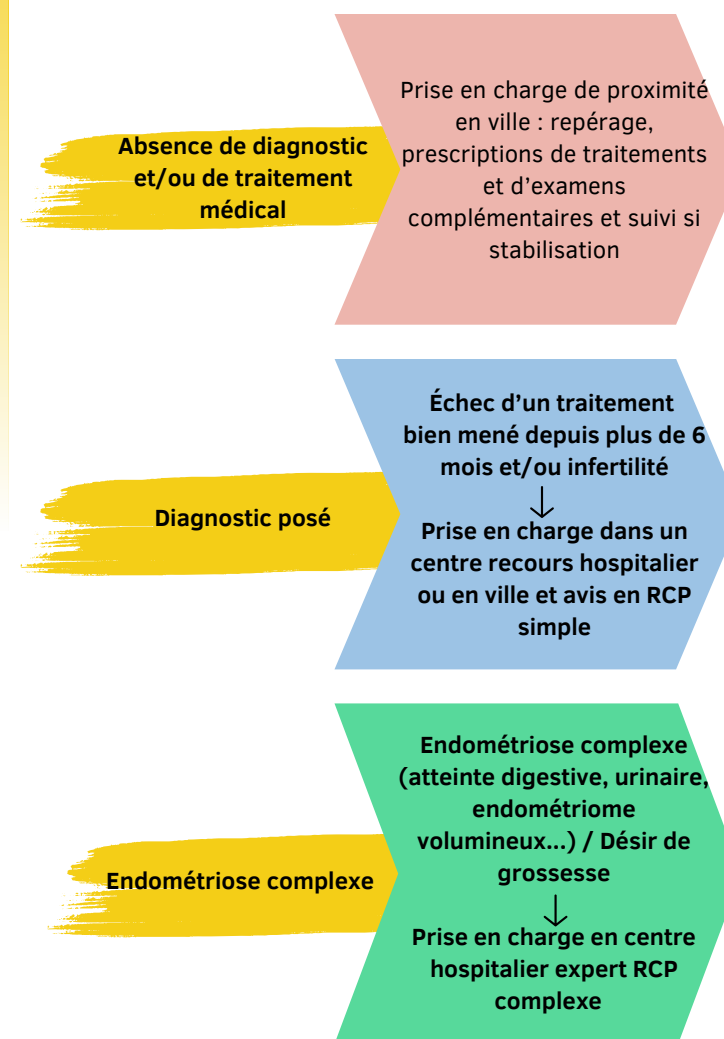 Absence de diagnostic
et/ou de traitement
médical
Prise en charge de proximité
en ville : repérage,
prescriptions de traitements
et d'examens
complémentaires et suivi si
stabilisation
Diagnostic posé
Échec d'un traitement
bien mené depuis plus de 6
mois et/ou infertilité
Prise en charge dans un
centre recours hospitalier
ou en ville et avis en RCP
simple
Endométriose complexe
Endométriose complexe
(atteinte digestive, urinaire,
endométriome
volumineux...) / Désir de
grossesse
Prise en charge en centre
hospitalier expert RCP
complexe